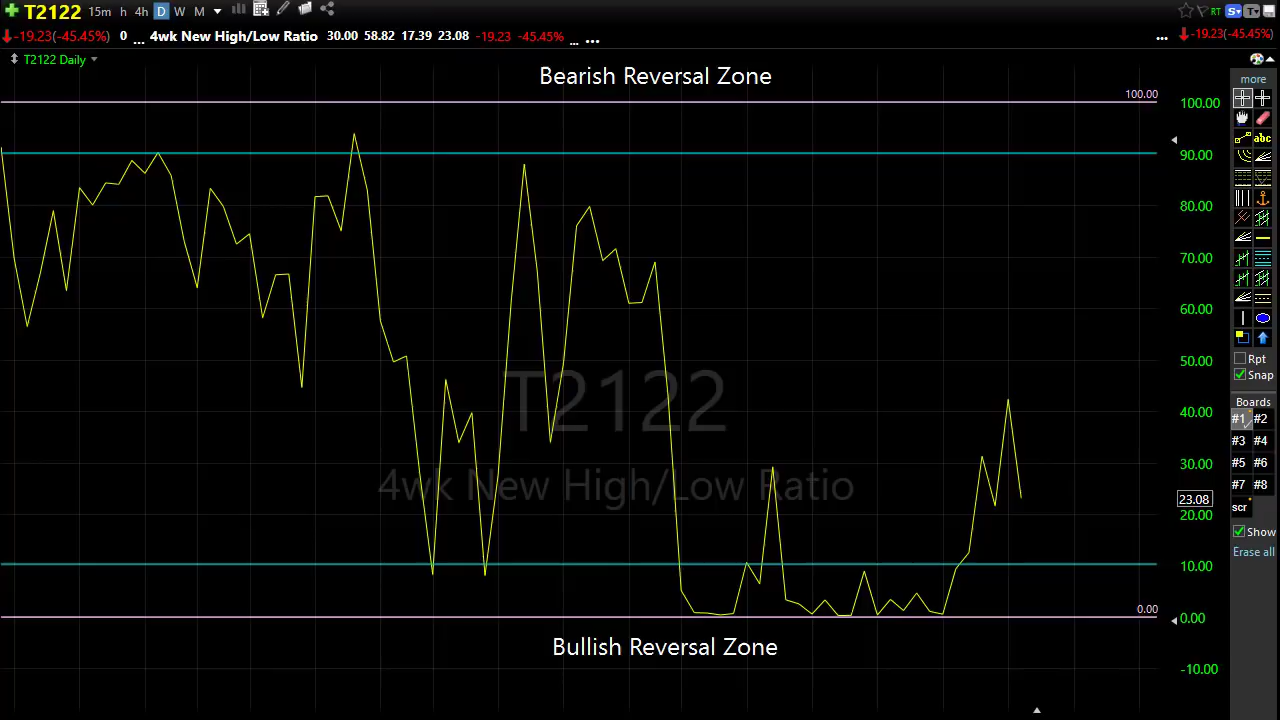 T2122 15m h 4h D W M RT S T
-19.23(-45.45%) 0 ... 4wk New High/Low Ratio 30.00 58.82 17.39 23.08 -19.23 -45.45% ... ... ... -19.23(-45.45%)
T2122 Daily
Bearish Reversal Zone
more
100.00
100.00
abc
90.00
80.00
70.00
60.00
50.00
Rpt
Snap
T2122
Boards
40.00
#1 #2
#3 #4
30.00
#5 #6
4wk New High/Low Ratio
#7 #8
23.08
scr
20.00
Show
Erase all
10.00
0.00
0.00
Bullish Reversal Zone
-10.00